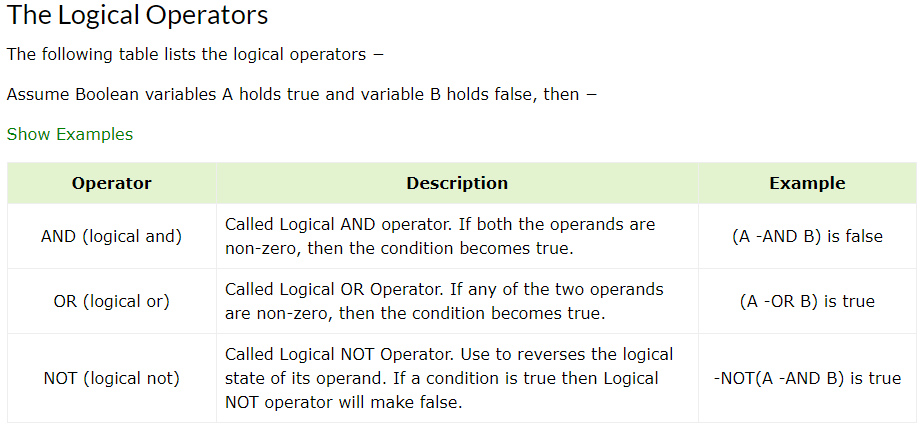 The Logical Operators
The following table lists the logical operators −
Assume Boolean variables A holds true and variable B holds false, then −
Show Examples
Operator Description Example
AND (logical and) Called Logical AND operator. If both the operands are non-zero, then the condition becomes true. (A -AND B) is false
OR (logical or) Called Logical OR Operator. If any of the two operands are non-zero, then the condition becomes true. (A -OR B) is true
NOT (logical not) Called Logical NOT Operator. Use to reverses the logical state of its operand. If a condition is true then Logical NOT operator will make false. -NOT(A -AND B) is true